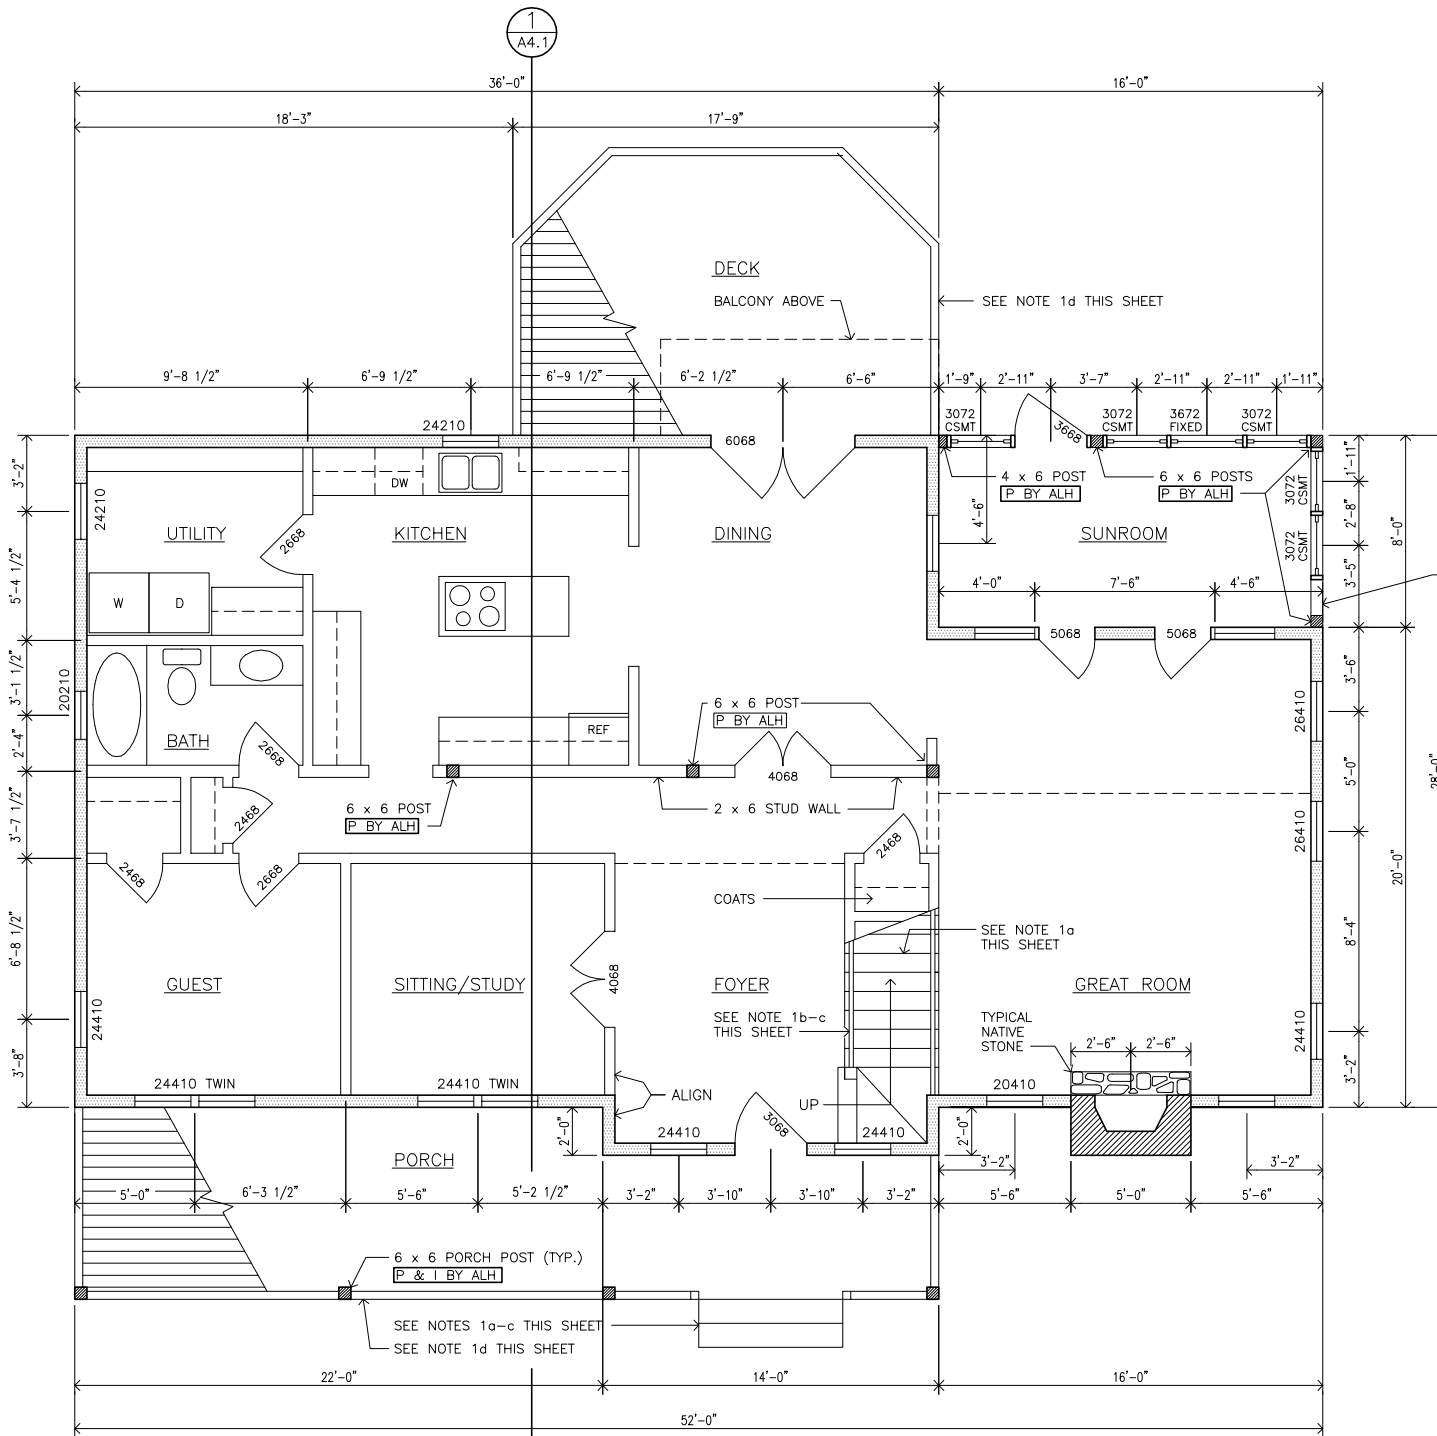 1
A4.1
36'-0"
16'-0"
18'-3"
17'-9"
DECK
BALCONY ABOVE
SEE NOTE 1d THIS SHEET
9'-8 1/2"
6'-9 1/2"
6'-9 1/2"
6'-2 1/2"
6'-6"
1'-9"
2'-11"
3'-7"
2'-11"
2'-11"
1'-11"
24210
6068
3072
CSMT
3668
3072
CSMT
3672
FIXED
3072
CSMT
3'-2"
24210
DW
4 x 6 POST
P BY ALH
6 x 6 POSTS
P BY ALH
3072
CSMT
1'-11"
UTILITY
2668
KITCHEN
DINING
4'-6"
SUNROOM
3072
CSMT
2'-8"
8'-0"
5'-4 1/2"
W
D
4'-0"
7'-6"
4'-6"
3'-5"
5068
5068
3'-1 1/2"
20210
3'-6"
26410
6 x 6 POST
P BY ALH
BATH
2668
REF
2'-4"
4068
5'-0"
28'-0"
3'-7 1/2"
2468
6 x 6 POST
P BY ALH
2 x 6 STUD WALL
26410
2468
2668
2468
20'-0"
COATS
6'-8 1/2"
SEE NOTE 1a
THIS SHEET
8'-4"
GUEST
SITTING/STUDY
4068
FOYER
GREAT ROOM
24410
SEE NOTE 1b-c
THIS SHEET
TYPICAL
NATIVE
STONE
24410
2'-6"
2'-6"
3'-8"
24410 TWIN
24410 TWIN
ALIGN
UP
20410
3'-2"
2'-0"
24410
3068
24410
2'-0"
PORCH
3'-2"
3'-2"
5'-0"
6'-3 1/2"
5'-6"
5'-2 1/2"
3'-2"
3'-10"
3'-10"
3'-2"
5'-6"
5'-0"
5'-6"
6 x 6 PORCH POST (TYP.)
P & I BY ALH
SEE NOTES 1a-c THIS SHEET
SEE NOTE 1d THIS SHEET
22'-0"
14'-0"
16'-0"
52'-0"